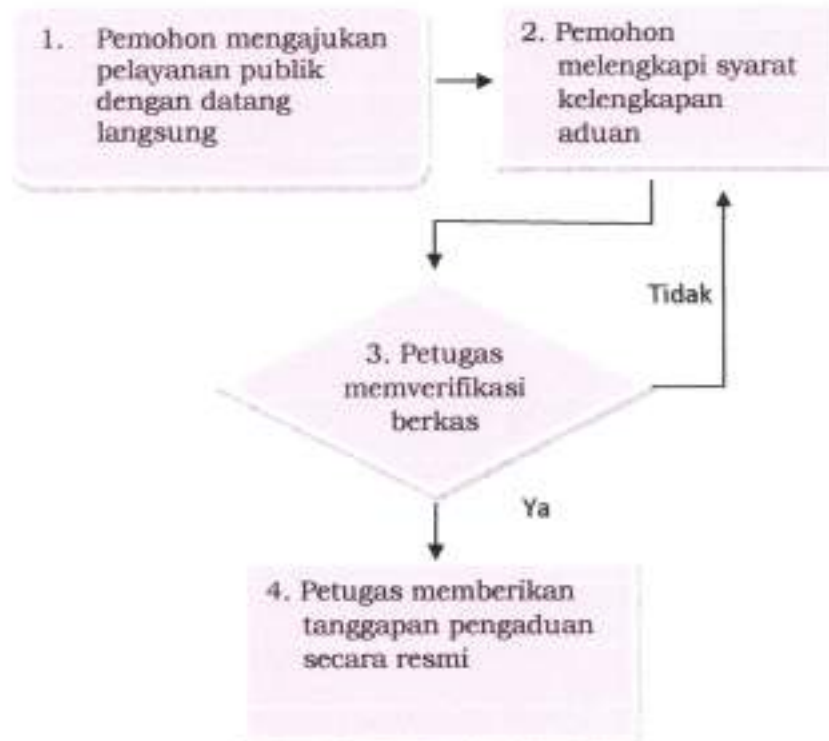 1. Pemohon mengajukan
pelayanan publik
dengan datang
langsung
2. Pemohon
melengkapi syarat
kelengkapan
aduan
Tidak
3. Petugas
memverifikasi
berkas
Ya
4. Petugas memberikan
tanggapan pengaduan
secara resmi